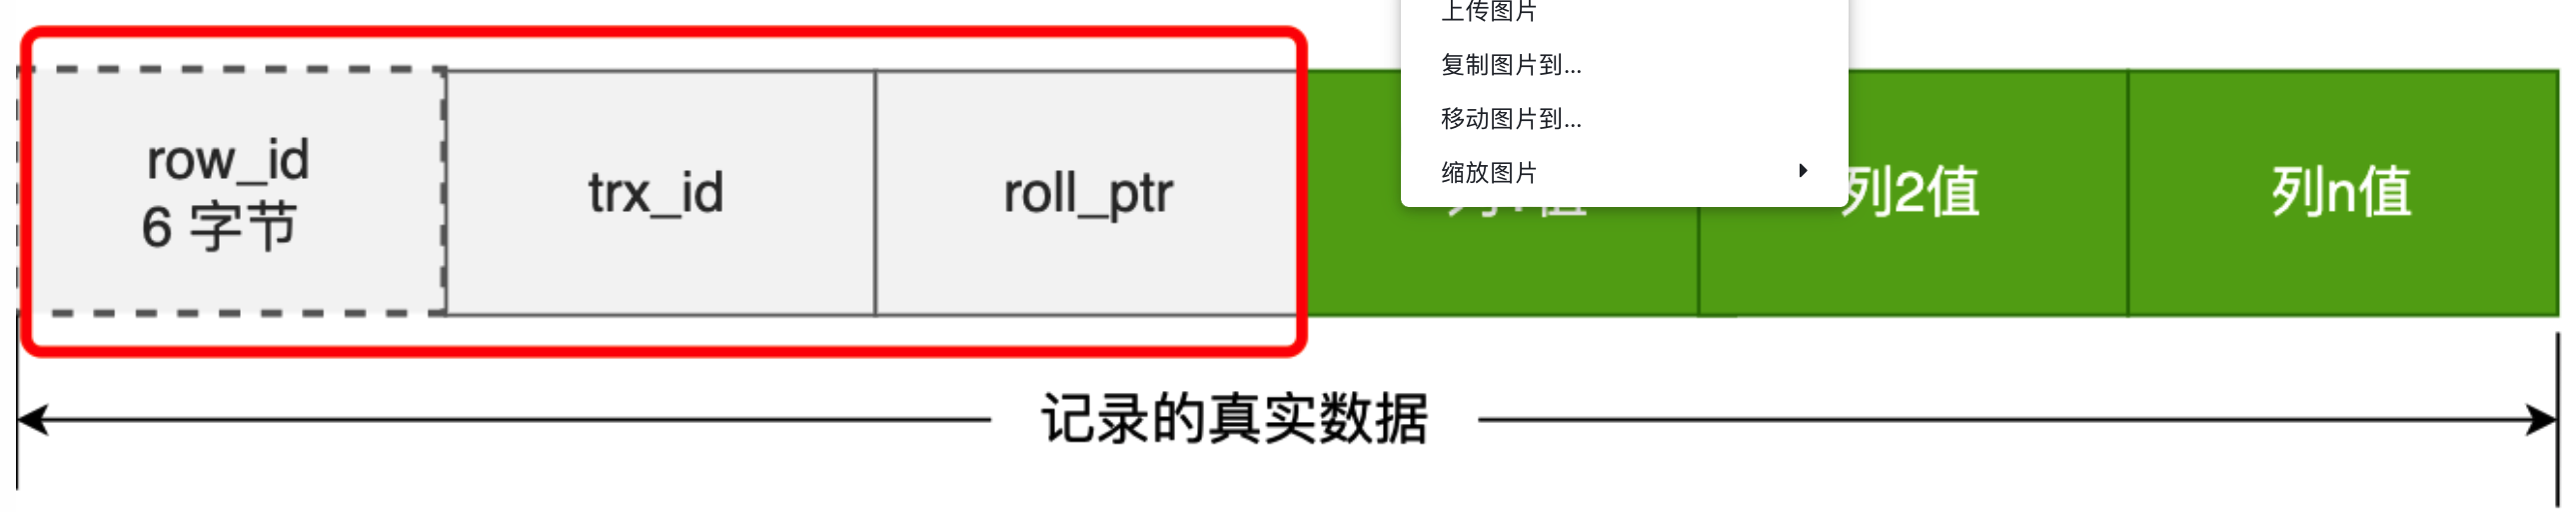 上传图片
复制图片到...
移动图片到...
缩放图片
row_id
6 字节
trx_id
roll_ptr
列2值
列n值
记录的真实数据